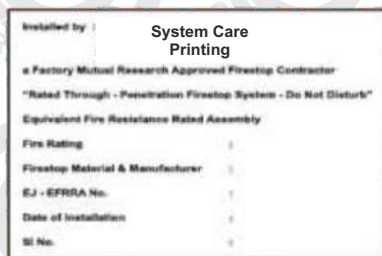 Installed by :
System Care
Printing
a Factory Mutual Research Approved Firestop Contractor
"Rated Through - Penetration Firestop System - Do Not Disturb"
Equivalent Fire Resistance Rated Assembly
Fire Rating :
Firestop Material & Manufacturer :
EJ - EFRRA No. :
Date of Installation :
Sl No. :